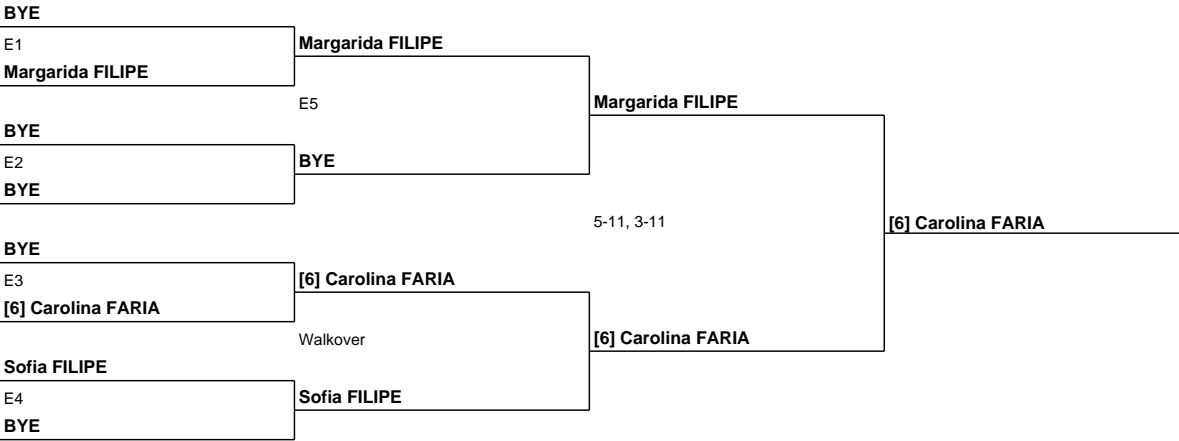 BYE
E1
Margarida FILIPE
Margarida FILIPE
E5
Margarida FILIPE
BYE
E2
BYE
BYE
5-11, 3-11
[6] Carolina FARIA
BYE
E3
[6] Carolina FARIA
[6] Carolina FARIA
Walkover
[6] Carolina FARIA
Sofia FILIPE
E4
Sofia FILIPE
BYE